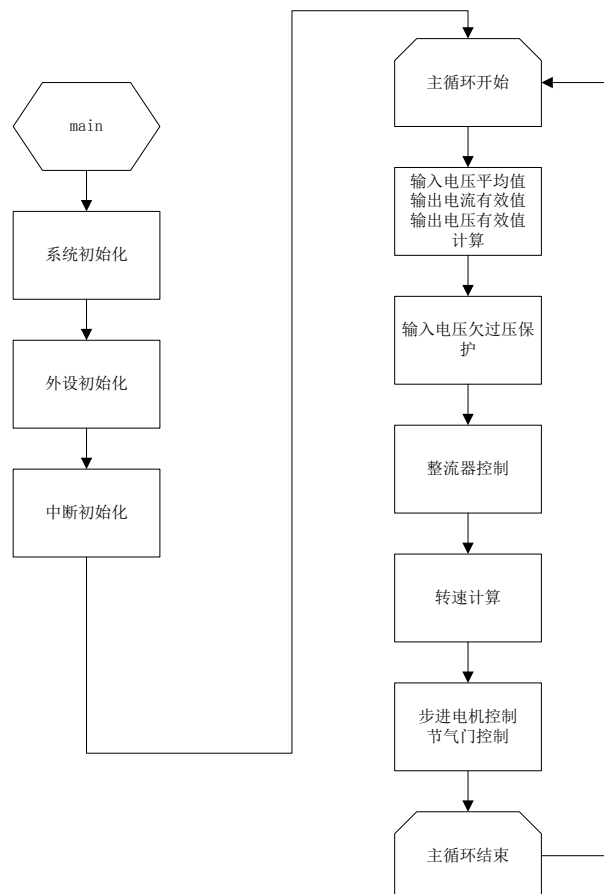 main
系统初始化
外设初始化
中断初始化
主循环开始
输入电压平均值
输出电流有效值
输出电压有效值
计算
输入电压欠过压保
护
整流器控制
转速计算
步进电机控制
节气门控制
主循环结束